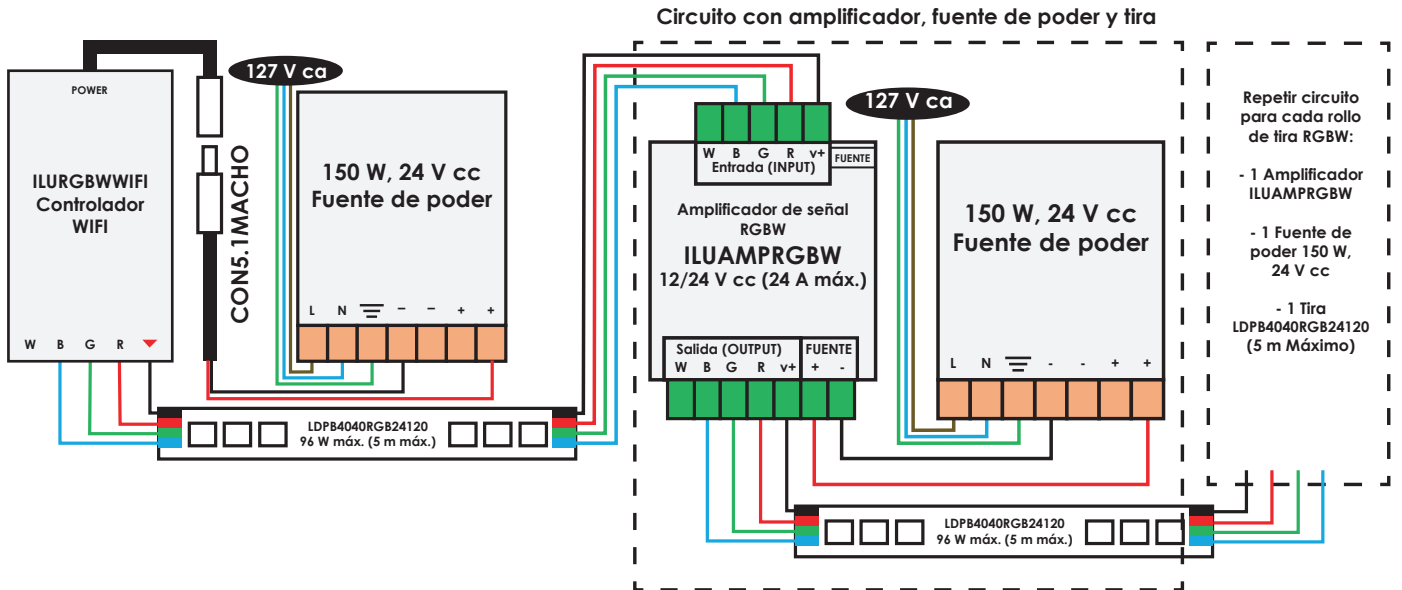 Circuito con amplificador, fuente de poder y tira
POWER
ILURGBWWIFI
Controlador
WIFI
W B G R
CON5.1MACHO
127 V ca
150 W, 24 V cc
Fuente de poder
L N - - + +
LDPB4040RGB24120
96 W máx. (5 m máx.)
W B G R v+
Entrada (INPUT)
FUENTE
Amplificador de señal
RGBW
ILUAMPRGBW
12/24 V cc (24 A máx.)
Salida (OUTPUT)
FUENTE
W B G R v+ + -
127 V ca
150 W, 24 V cc
Fuente de poder
L N - - + +
LDPB4040RGB24120
96 W máx. (5 m máx.)
Repetir circuito
para cada rollo
de tira RGBW:
- 1 Amplificador
ILUAMPRGBW
- 1 Fuente de
poder 150 W,
24 V cc
- 1 Tira
LDPB4040RGB24120
(5 m Máximo)